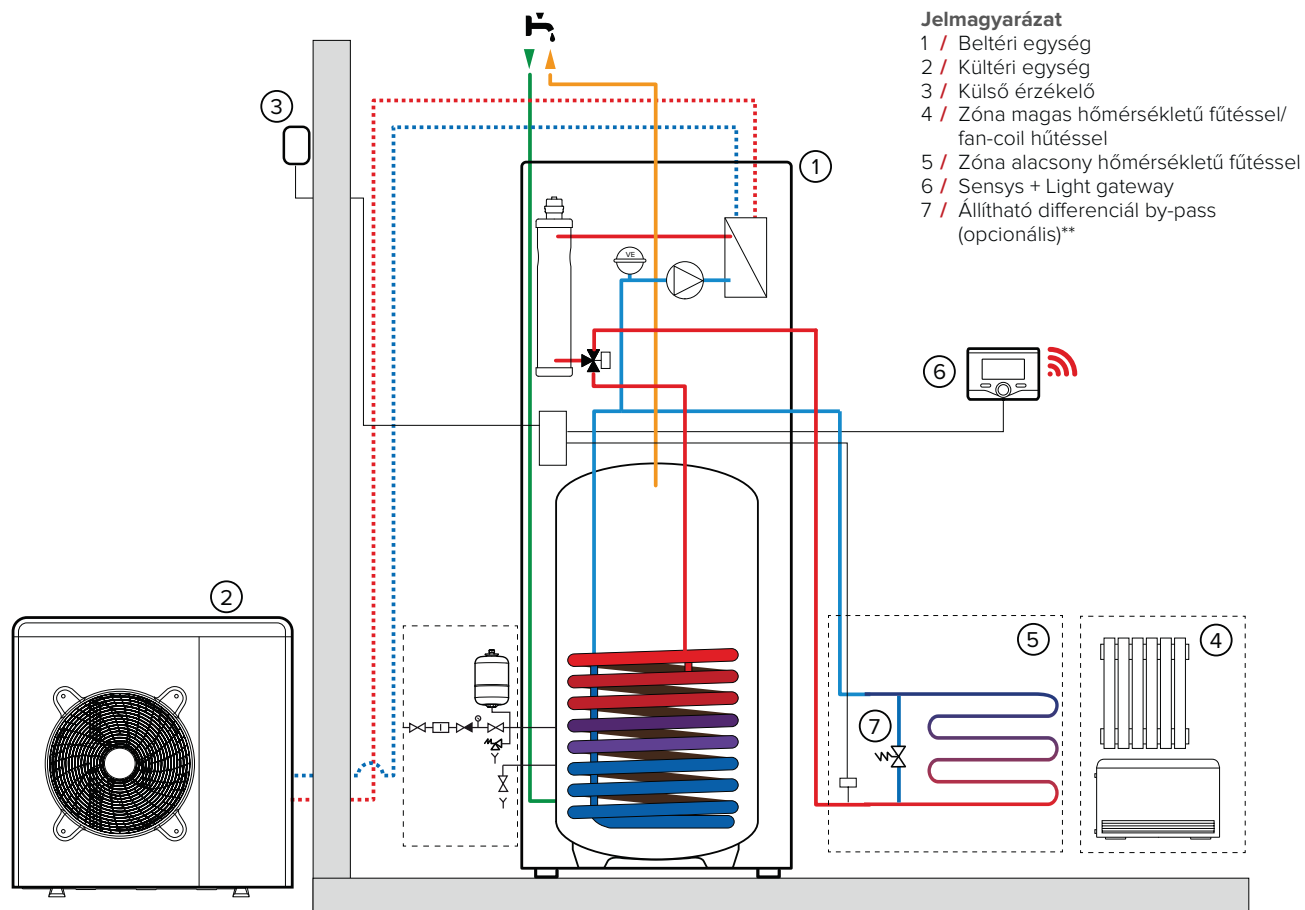 Jelmagyarázat
1 / Beltéri egység
2 / Kültéri egység
3 / Külső érzékelő
4 / Zóna magas hőmérsékletű fűtéssel/
fan-coil hűtéssel
5 / Zóna alacsony hőmérsékletű fűtéssel
6 / Sensys + Light gateway
7 / Állítható differenciál by-pass
(opcionális)**
3
1
VE
6
2
5
4
7